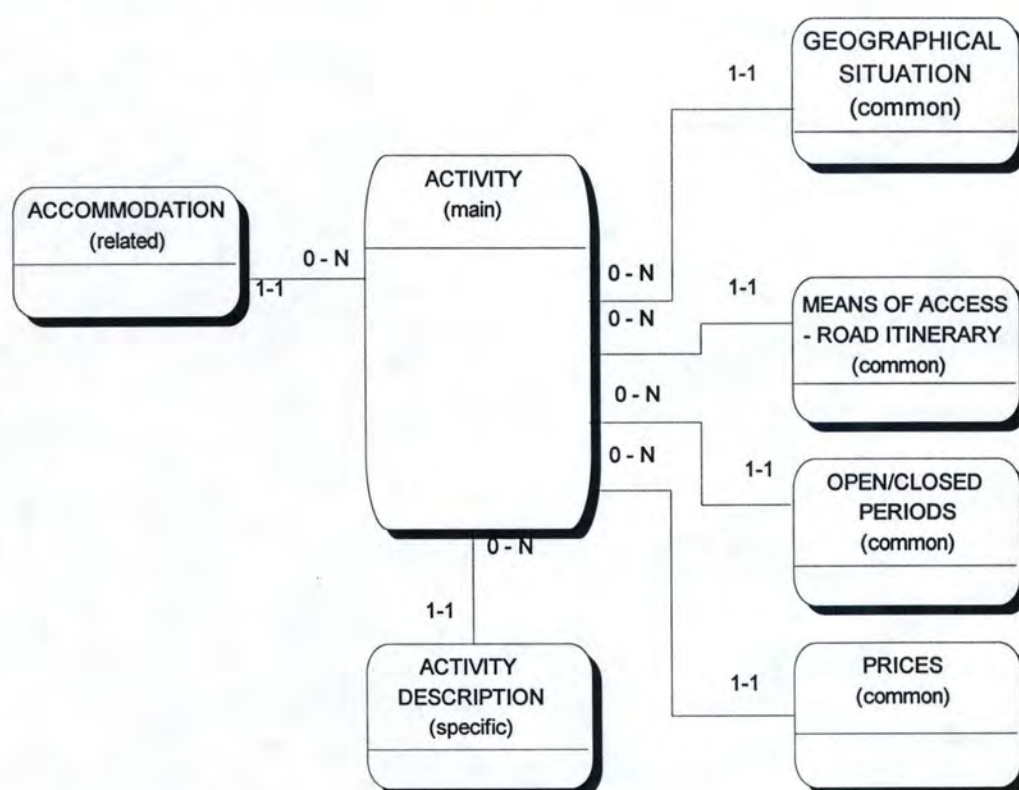 GEOGRAPHICAL
SITUATION
(common)
1-1
ACTIVITY
(main)
ACCOMMODATION
(related)
0 - N
1-1
0 - N
0 - N
1-1
MEANS OF ACCESS
- ROAD ITINERARY
(common)
0 - N
0 - N
1-1
OPEN/CLOSED
PERIODS
(common)
0 - N
1-1
ACTIVITY
DESCRIPTION
(specific)
1-1
PRICES
(common)